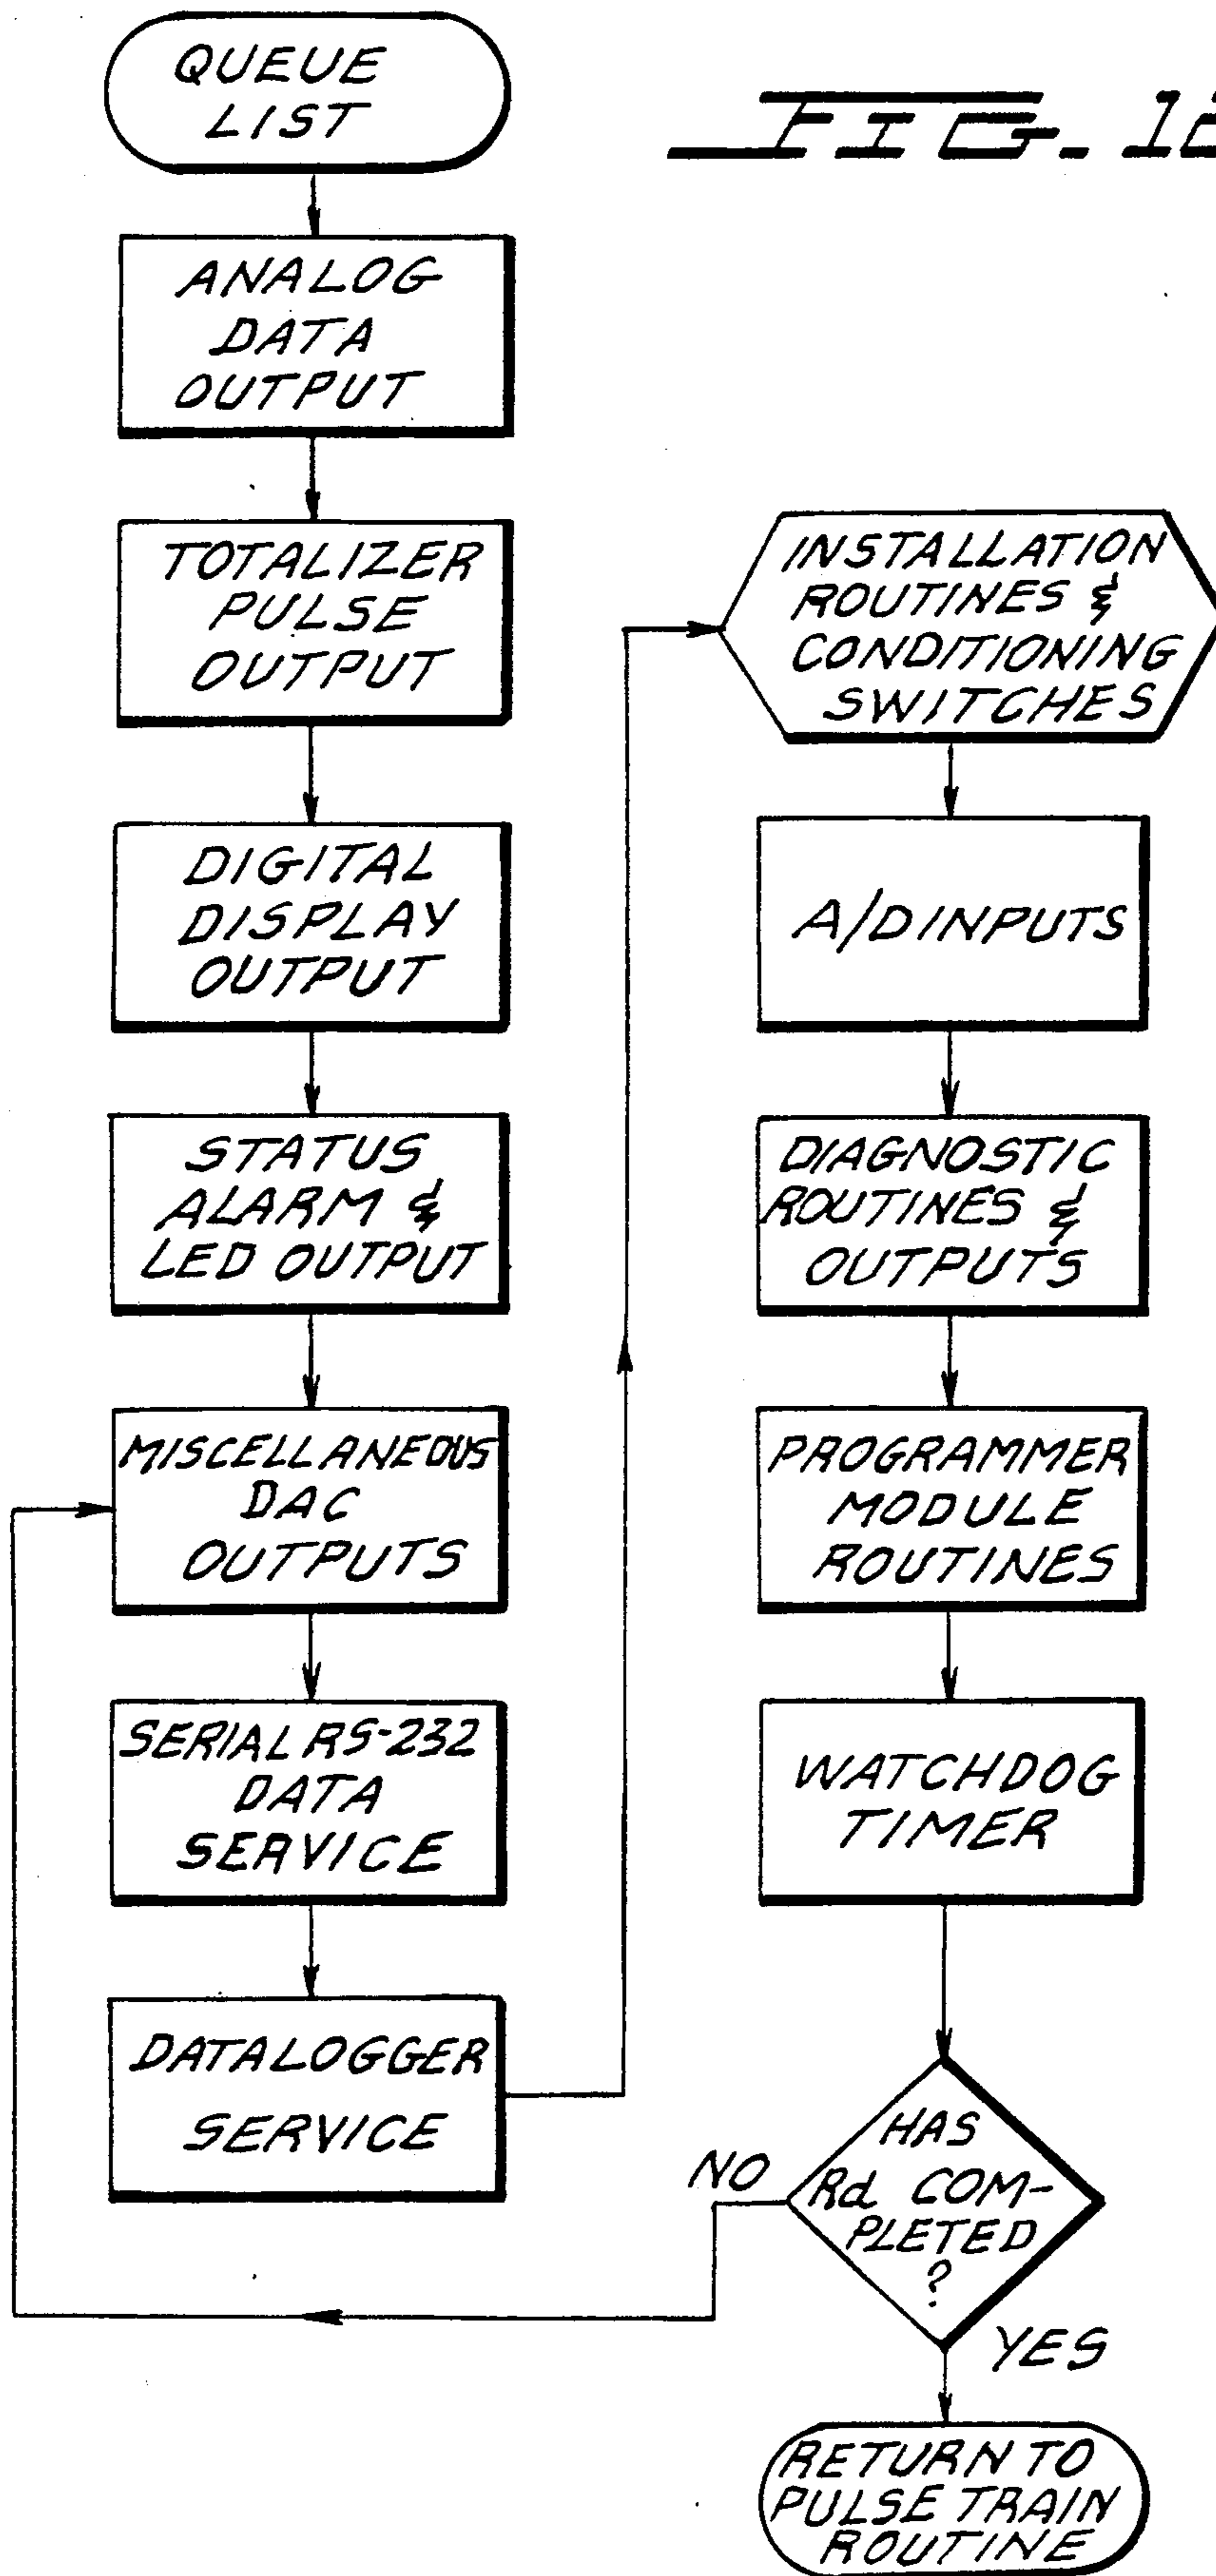 QUEUE
LIST
FIG.
ANALOG
DATA
OUTPUT
TOTALIZER
PULSE
OUTPUT
DIGITAL
DISPLAY
OUTPUT
STATUS
ALARM &
LED OUTPUT
MISCELLANEOUS
DAC
OUTPUTS
SERIAL RS-232
DATA
SERVICE
DATALOGGER
SERVICE
INSTALLATION
ROUTINES &
CONDITIONING
SWITCHES
A/D INPUTS
DIAGNOSTIC
ROUTINES &
OUTPUTS
PROGRAMMER
MODULE
ROUTINES
WATCHDOG
TIMER
HAS
Rd COM-
PLETED
?
NO
YES
RETURN TO
PULSE TRAIN
ROUTINE